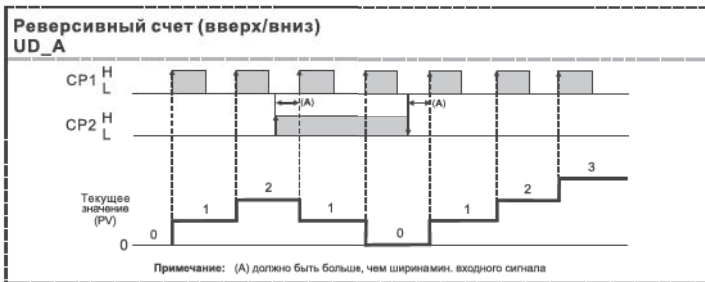 Реверсивный счет (вверх/вниз)
UD_A
CP1 H
L
(A) (A)
CP2 H
L
3
2 2
1 1 1
Текущее
значение
(PV)
0 0
0
Примечание: (A) должно быть больше, чем ширинамин. входного сигнала